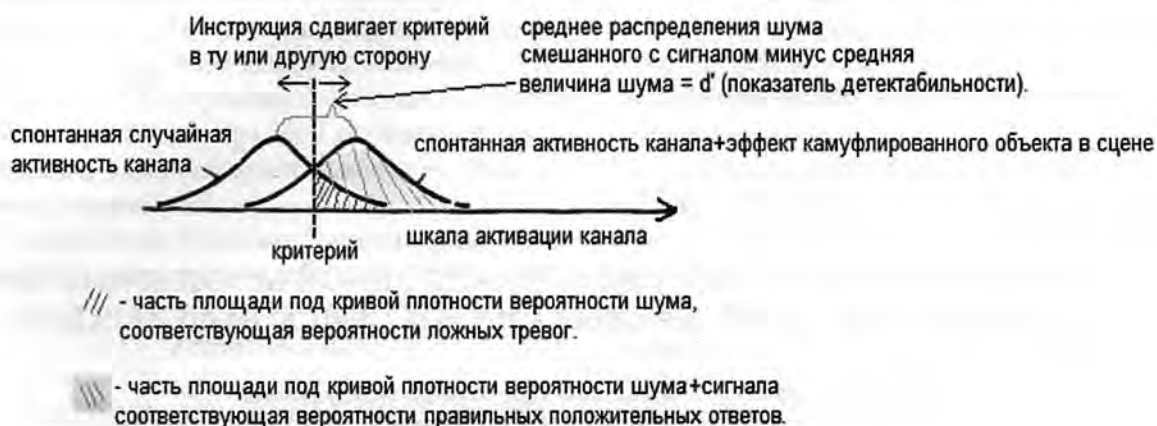 Инструкция сдвигает критерий
в ту или другую сторону
среднее распределения шума
смешанного с сигналом минус средняя
величина шума = d' (показатель детектабильности).
спонтанная случайная
активность канала
спонтанная активность канала+эффект камуфлированного объекта в сцене
шкала активации канала
критерий
/// - часть площади под кривой плотности вероятности шума,
соответствующая вероятности ложных тревог.
\\\ - часть площади под кривой плотности вероятности шума+сигнала
соответствующая вероятности правильных положительных ответов.